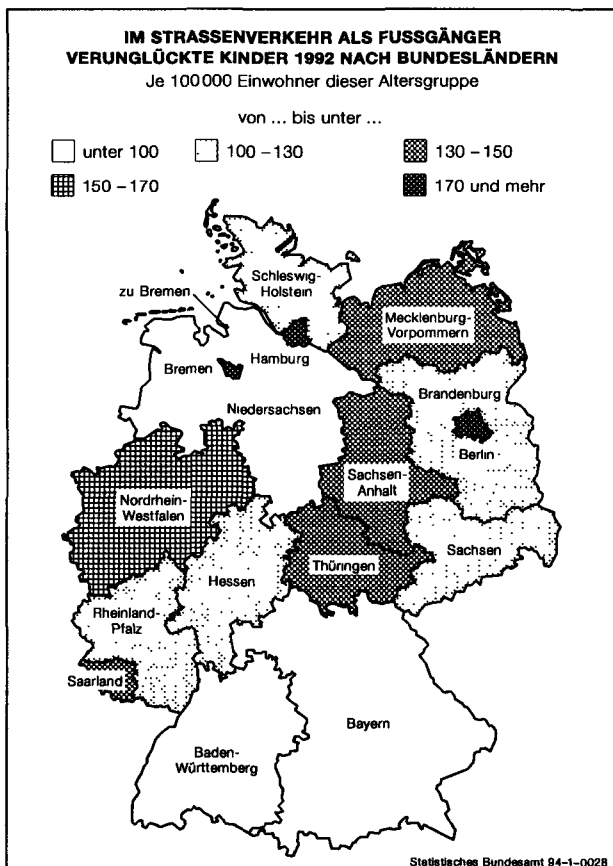 IM STRASSENVERKEHR ALS FUSSGÄNGER
VERUNGLÜCKTE KINDER 1992 NACH BUNDESLÄNDERN
Je 100 000 Einwohner dieser Altersgruppe
von ... bis unter ...
unter 100
100 – 130
130 – 150
150 – 170
170 und mehr
Schleswig-
Holstein
zu Bremen
Mecklenburg-
Vorpommern
Hamburg
Bremen
Brandenburg
Niedersachsen
Berlin
Sachsen-
Anhalt
Nordrhein-
Westfalen
Sachsen
Thüringen
Hessen
Rheinland-
Pfalz
Saarland
Bayern
Baden-
Württemberg
Statistisches Bundesamt 94-1-0028